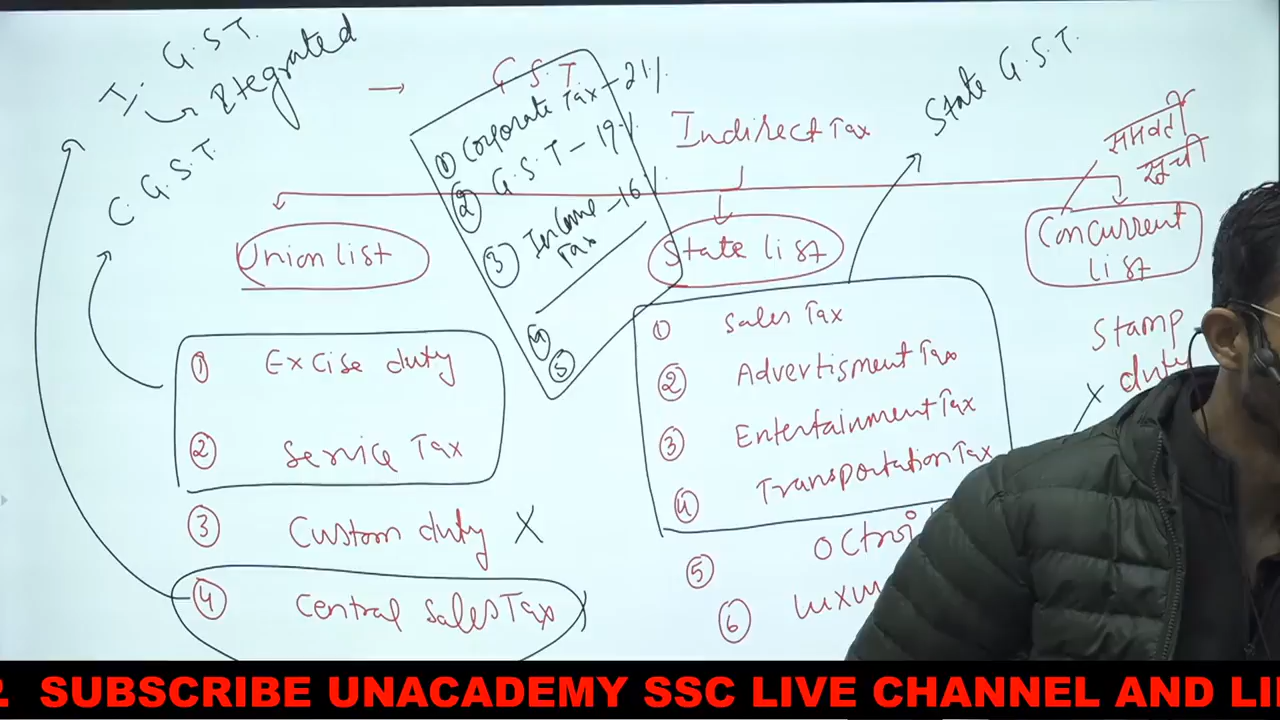 I. G.S.T.
Integrated
C. G.S.T.
G S T
① Corporate Tax - 21%
② G.S.T - 19%
③ Income Tax - 16%
④
⑤
Indirect Tax
State G.S.T.
समवर्ती
सूची
Union list
① Excise duty
② Service Tax
③ Custom duty X
④ Central Sales Tax
State list
① Sales Tax
② Advertisment Tax
③ Entertainment Tax
④ Transportation Tax
⑤ Octroi
⑥
Concurrent
list
Stamp
duty
X
SUBSCRIBE UNACADEMY SSC LIVE CHANNEL AND LI